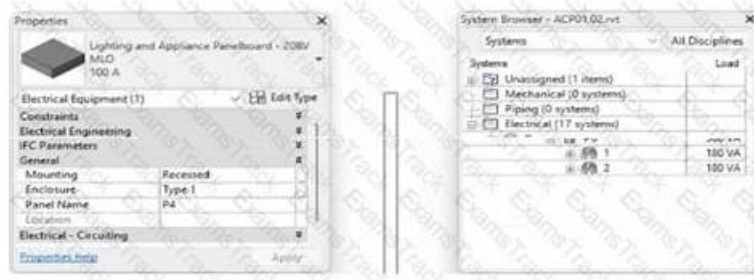 Properties
Lighting and Appliance Panelboard - 208V
MLO
100 A
Electrical Equipment (1)
Edit Type
Constraints
Electrical Engineering
IFC Parameters
General
Mounting Recessed
Enclosure Type 1
Panel Name P4
Location
Electrical - Circuiting
Properties help Apply
System Browser - ACP01.02.rvt
Systems All Disciplines
Systems Load
Unassigned (1 items)
Mechanical (0 systems)
Piping (0 systems)
Electrical (17 systems)
1 180 VA
2 180 VA
Exams Track